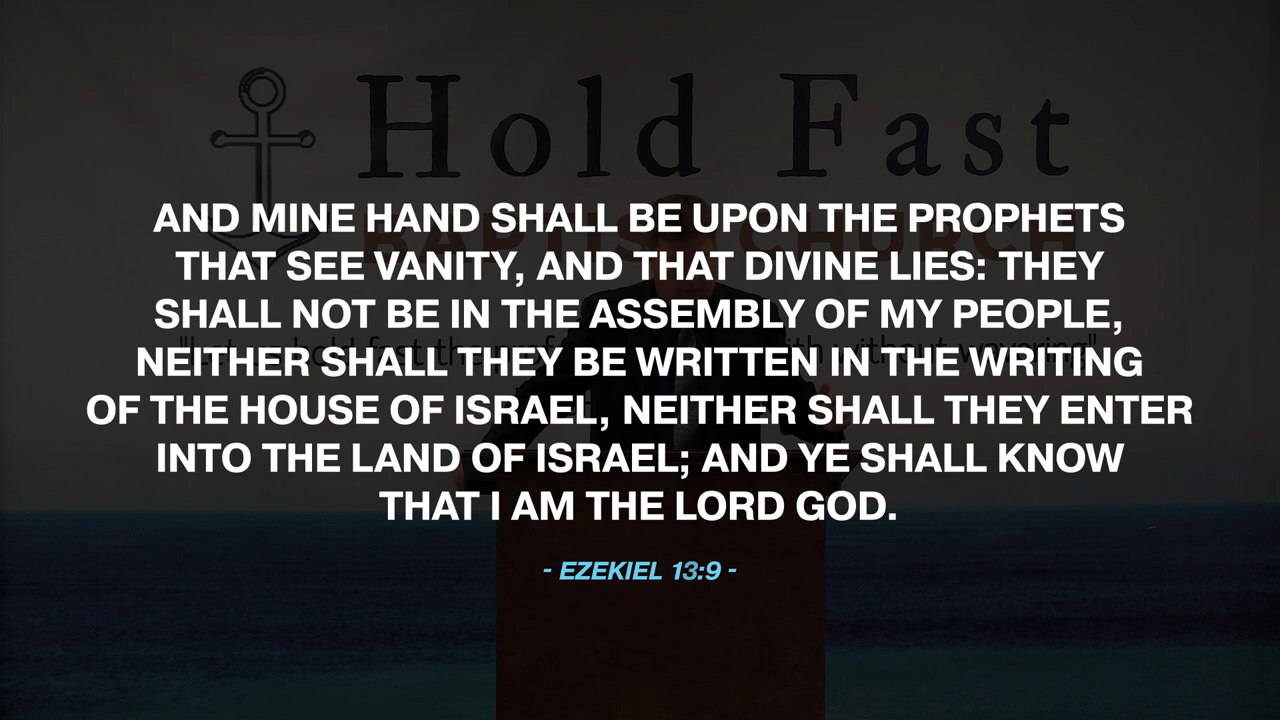 Hold Fast
BAPTIST CHURCH
AND MINE HAND SHALL BE UPON THE PROPHETS
THAT SEE VANITY, AND THAT DIVINE LIES: THEY
SHALL NOT BE IN THE ASSEMBLY OF MY PEOPLE,
NEITHER SHALL THEY BE WRITTEN IN THE WRITING
OF THE HOUSE OF ISRAEL, NEITHER SHALL THEY ENTER
INTO THE LAND OF ISRAEL; AND YE SHALL KNOW
THAT I AM THE LORD GOD.
- EZEKIEL 13:9 -